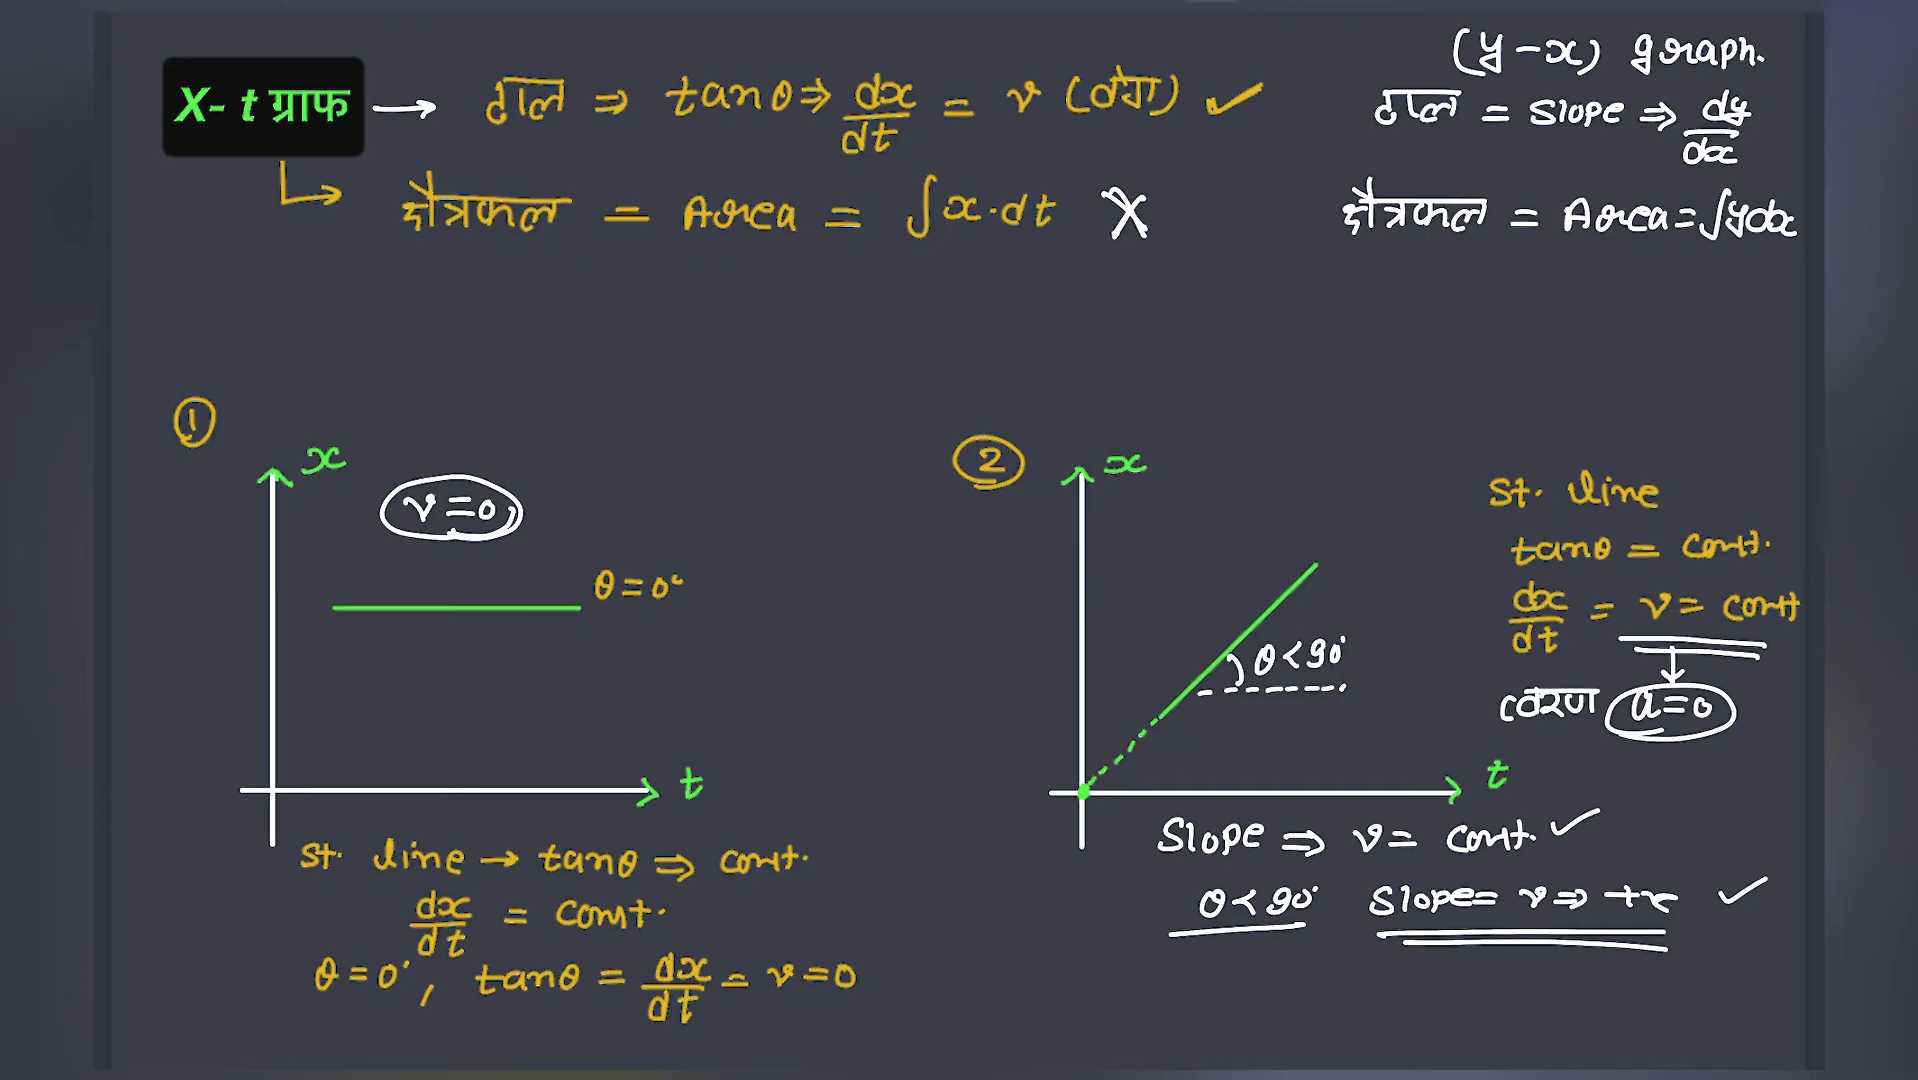 X- t ग्राफ → ढाल ⇒ tanθ ⇒ dx/dt = v (वेग) ✓
↳ क्षेत्रफल = Area = ∫x·dt X
(y-x) graph.
ढाल = slope ⇒ dy/dx
क्षेत्रफल = Area = ∫ydx
①
x
v=0
θ=0°
t
st. line → tanθ ⇒ const.
dx/dt = const.
θ=0°, tanθ = dx/dt = v=0
②
x
θ<90°
t
st. line
tanθ = const.
dx/dt = v = const
त्वरण a=0
Slope ⇒ v= const. ✓
θ<90° Slope= v ⇒ +ve ✓